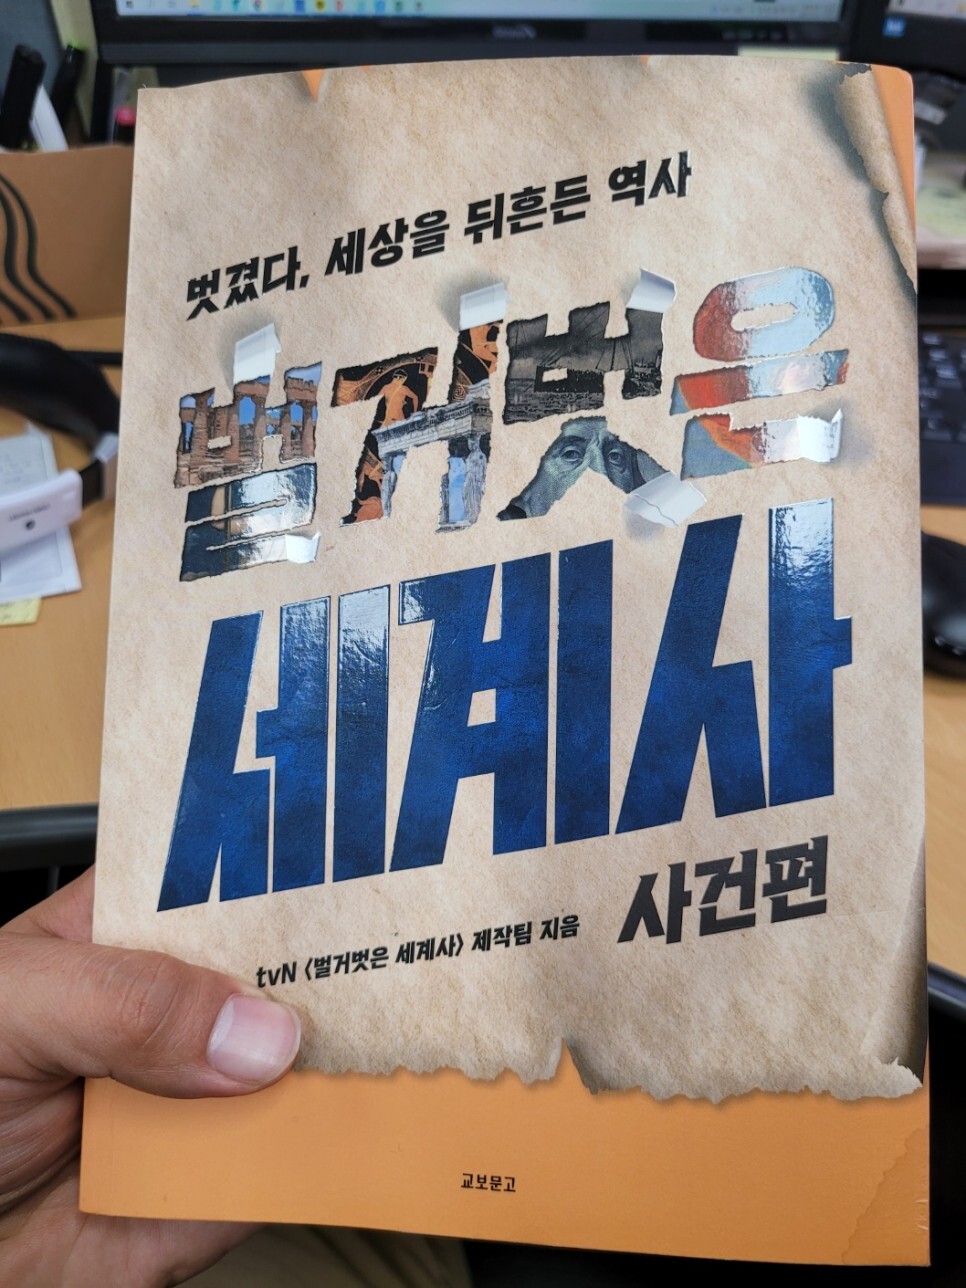 벗겼다, 세상을 뒤흔든 역사
벌거벗은
세계사
사건편
tvN 〈벌거벗은 세계사〉 제작팀 지음
교보문고